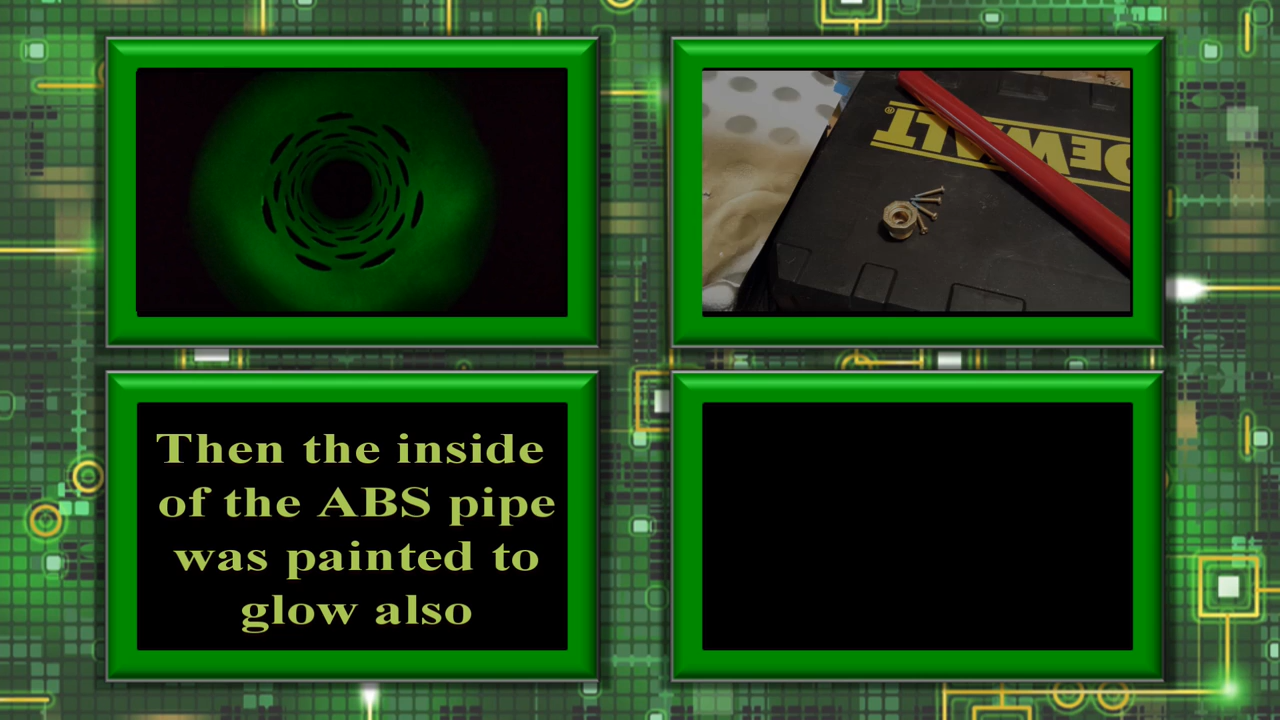 DEWALT®
Then the inside
of the ABS pipe
was painted to
glow also